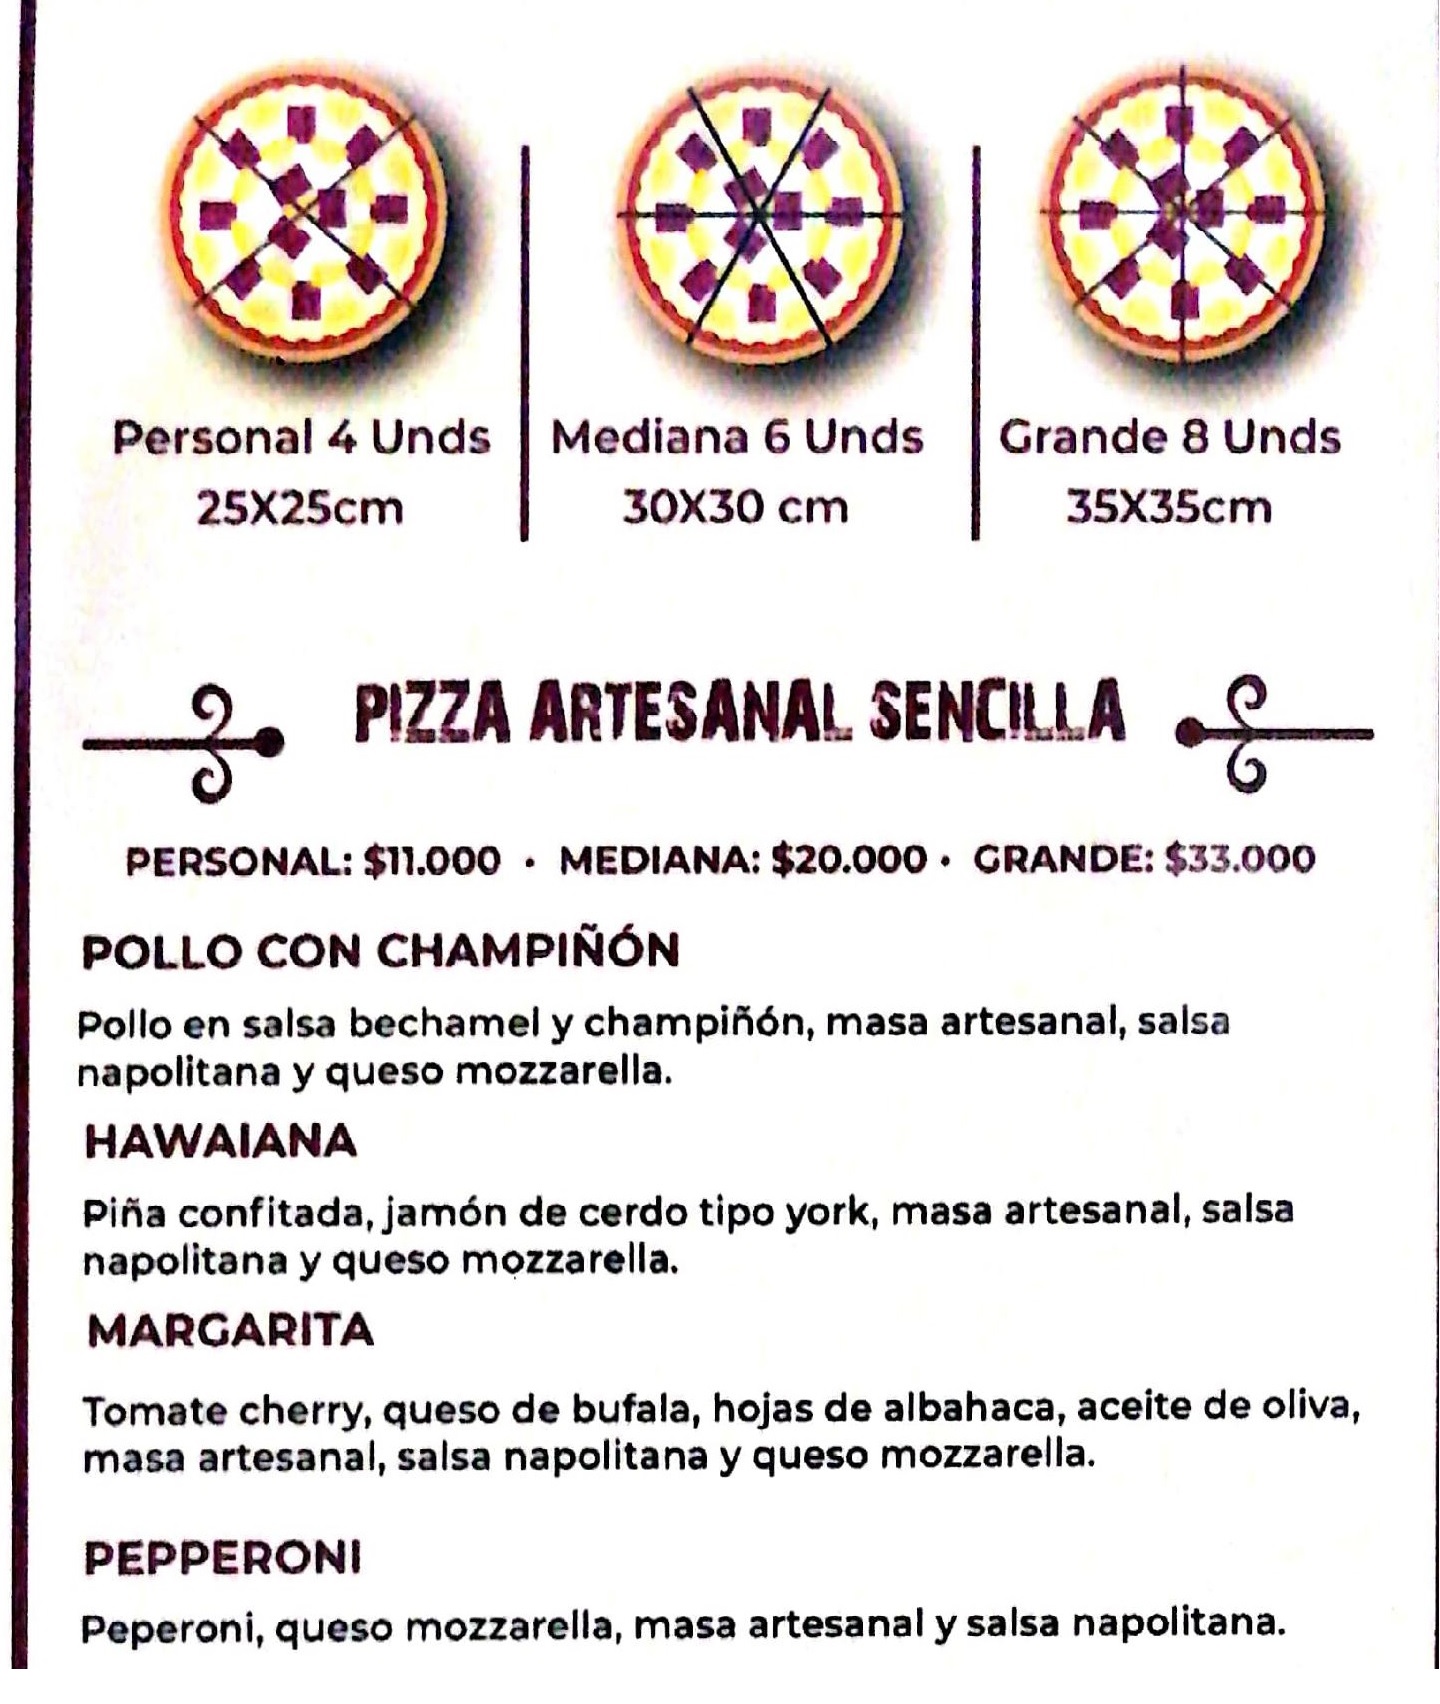 Personal 4 Unds
25X25cm
Mediana 6 Unds
30X30 cm
Grande 8 Unds
35X35cm
PIZZA ARTESANAL SENCILLA
PERSONAL: $11.000 · MEDIANA: $20.000 · GRANDE: $33.000
POLLO CON CHAMPIÑÓN
Pollo en salsa bechamel y champiñón, masa artesanal, salsa
napolitana y queso mozzarella.
HAWAIANA
Piña confitada, jamón de cerdo tipo york, masa artesanal, salsa
napolitana y queso mozzarella.
MARGARITA
Tomate cherry, queso de bufala, hojas de albahaca, aceite de oliva,
masa artesanal, salsa napolitana y queso mozzarella.
PEPPERONI
Peperoni, queso mozzarella, masa artesanal y salsa napolitana.